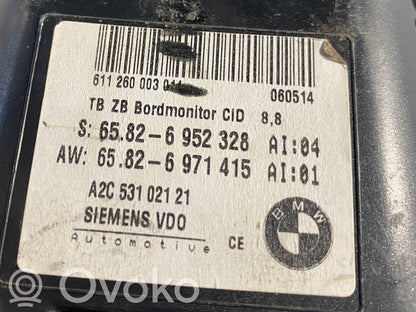 611 260 003 0
060514
TB ZB Bordmonitor CID 8,8
S: 65.82-6 952 328 AI:04
AW: 65.82-6 971 415 AI:01
A2C 531 021 21
SIEMENS VDO
Automotive CE
BMW
Ovoko